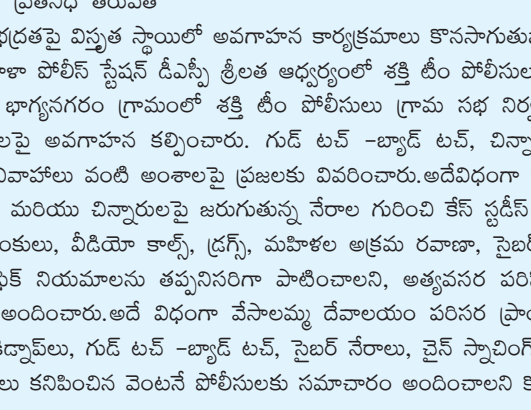 ప్రతినిధి తిరుపతి
భద్రతపై విస్తృత స్థాయిలో అవగాహన కార్యక్రమాలు కొనసాగుతు
పోలీస్ స్టేషన్ డీఎస్పీ శ్రీలత ఆధ్వర్యంలో శక్తి టీం పోలీసుల
భాగ్యనగరం గ్రామంలో శక్తి టీం పోలీసులు గ్రామ సభ
లపై అవగాహన కల్పించారు. గుడ్ టచ్ –బ్యాడ్ టచ్,
వివాహాలు వంటి అంశాలపై ప్రజలకు వివరించారు.అదేవిధంగా
మరియు చిన్నారులపై జరుగుతున్న నేరాల గురించి కేస్ స్టడీస్
ంకులు, వీడియో కాల్స్, డ్రగ్స్, మహిళల అక్రమ రవాణా,
ఫిక్ నియమాలను తప్పనిసరిగా పాటించాలని, అత్యవసర
అందించారు.అదే విధంగా వేసాలమ్మ దేవాలయం పరిసర
కిడ్నాప్‌లు, గుడ్ టచ్ –బ్యాడ్ టచ్, సైబర్ నేరాలు, చైన్ స్నాచింగ్
లు కనిపించిన వెంటనే పోలీసులకు సమాచారం అందించాలని